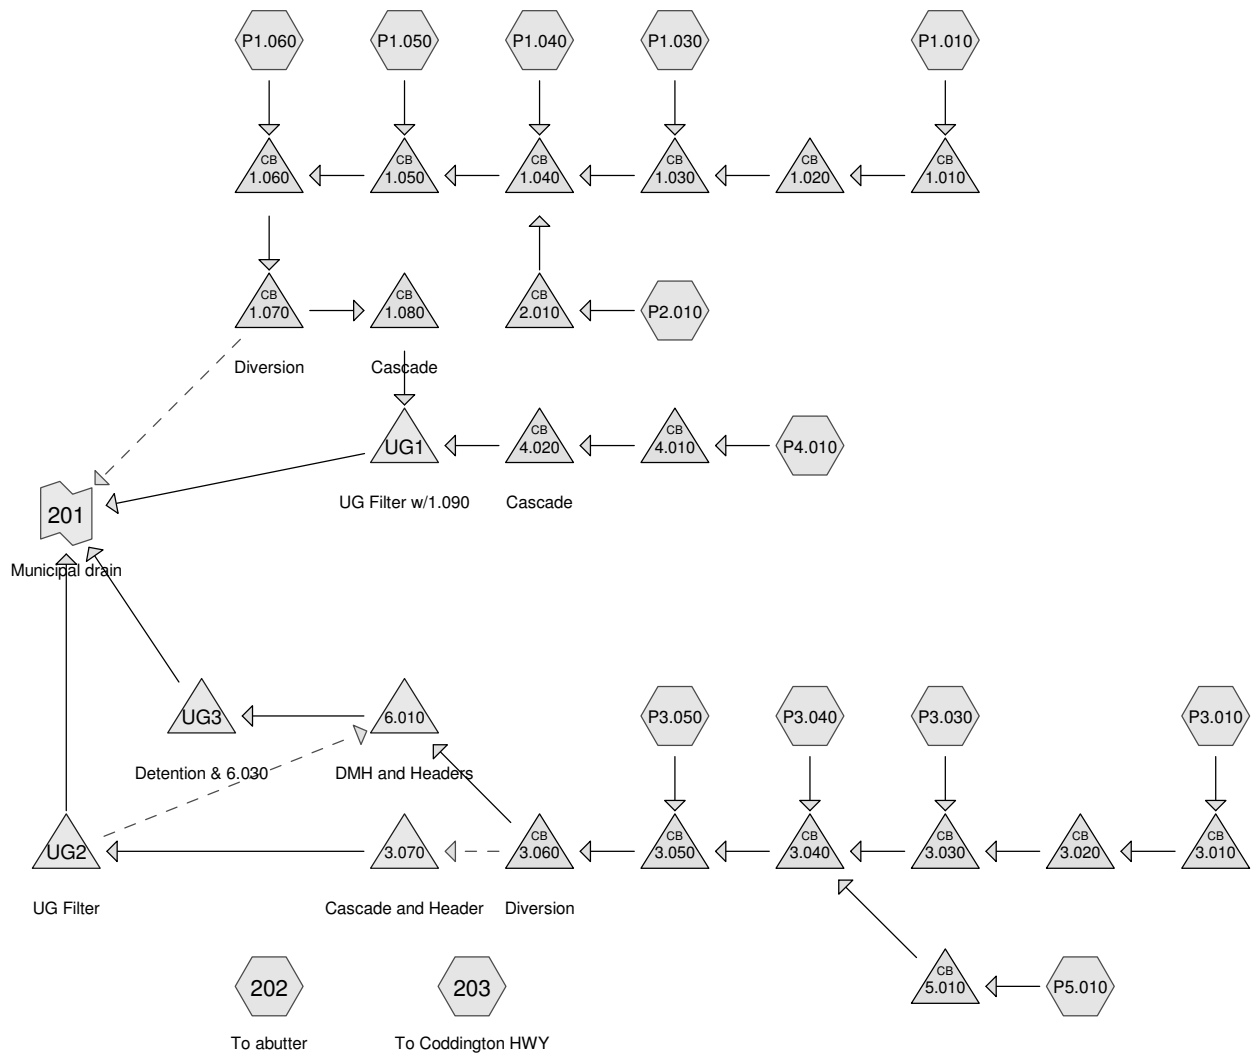 P1.060 P1.050 P1.040 P1.030 P1.010
CB CB CB CB CB CB
1.060 1.050 1.040 1.030 1.020 1.010
CB CB CB
1.070 1.080 2.010 P2.010
Diversion Cascade
CB CB
UG1 4.020 4.010 P4.010
UG Filter w/1.090 Cascade
201
Municipal drain
UG3 6.010 P3.050 P3.040 P3.030 P3.010
Detention & 6.030 DMH and Headers
CB CB CB CB CB CB
UG2 3.070 3.060 3.050 3.040 3.030 3.020 3.010
UG Filter Cascade and Header Diversion
CB
202 203 5.010 P5.010
To abutter To Coddington HWY